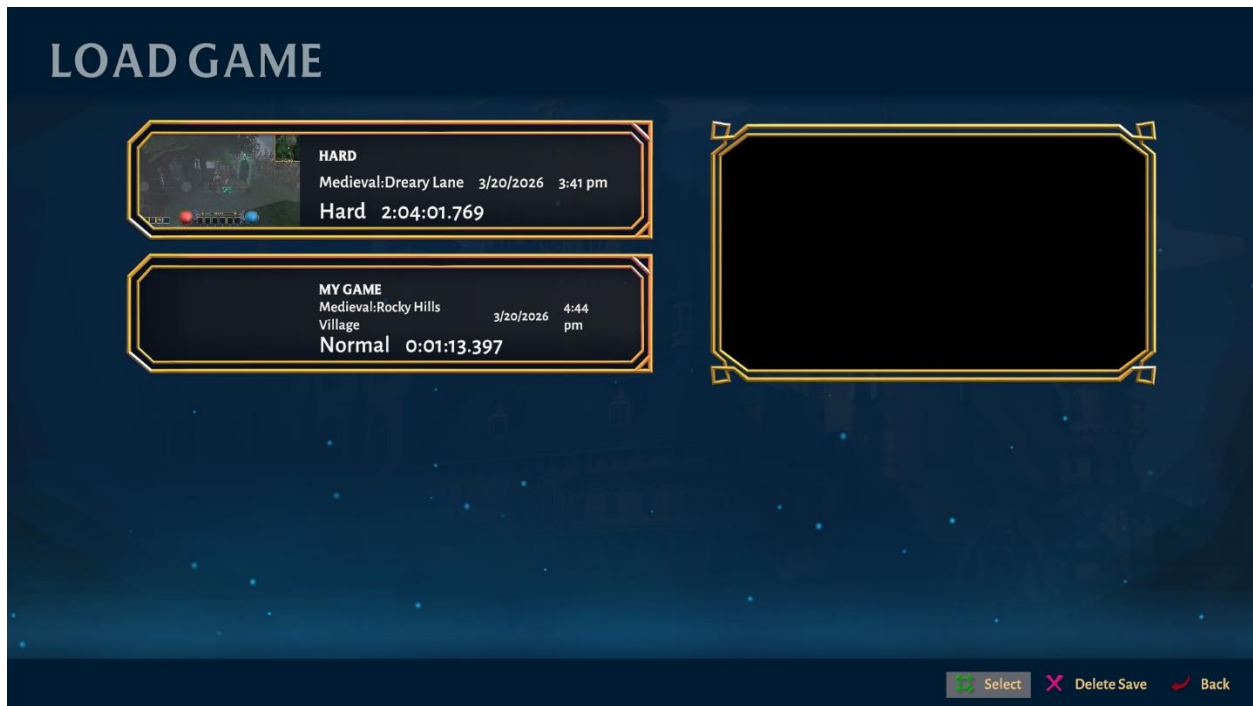 LOAD GAME
HARD
Medieval:Dreary Lane 3/20/2026 3:41 pm
Hard 2:04:01.769
MY GAME
Medieval:Rocky Hills
Village 3/20/2026 4:44
pm
Normal 0:01:13.397
Select Delete Save Back